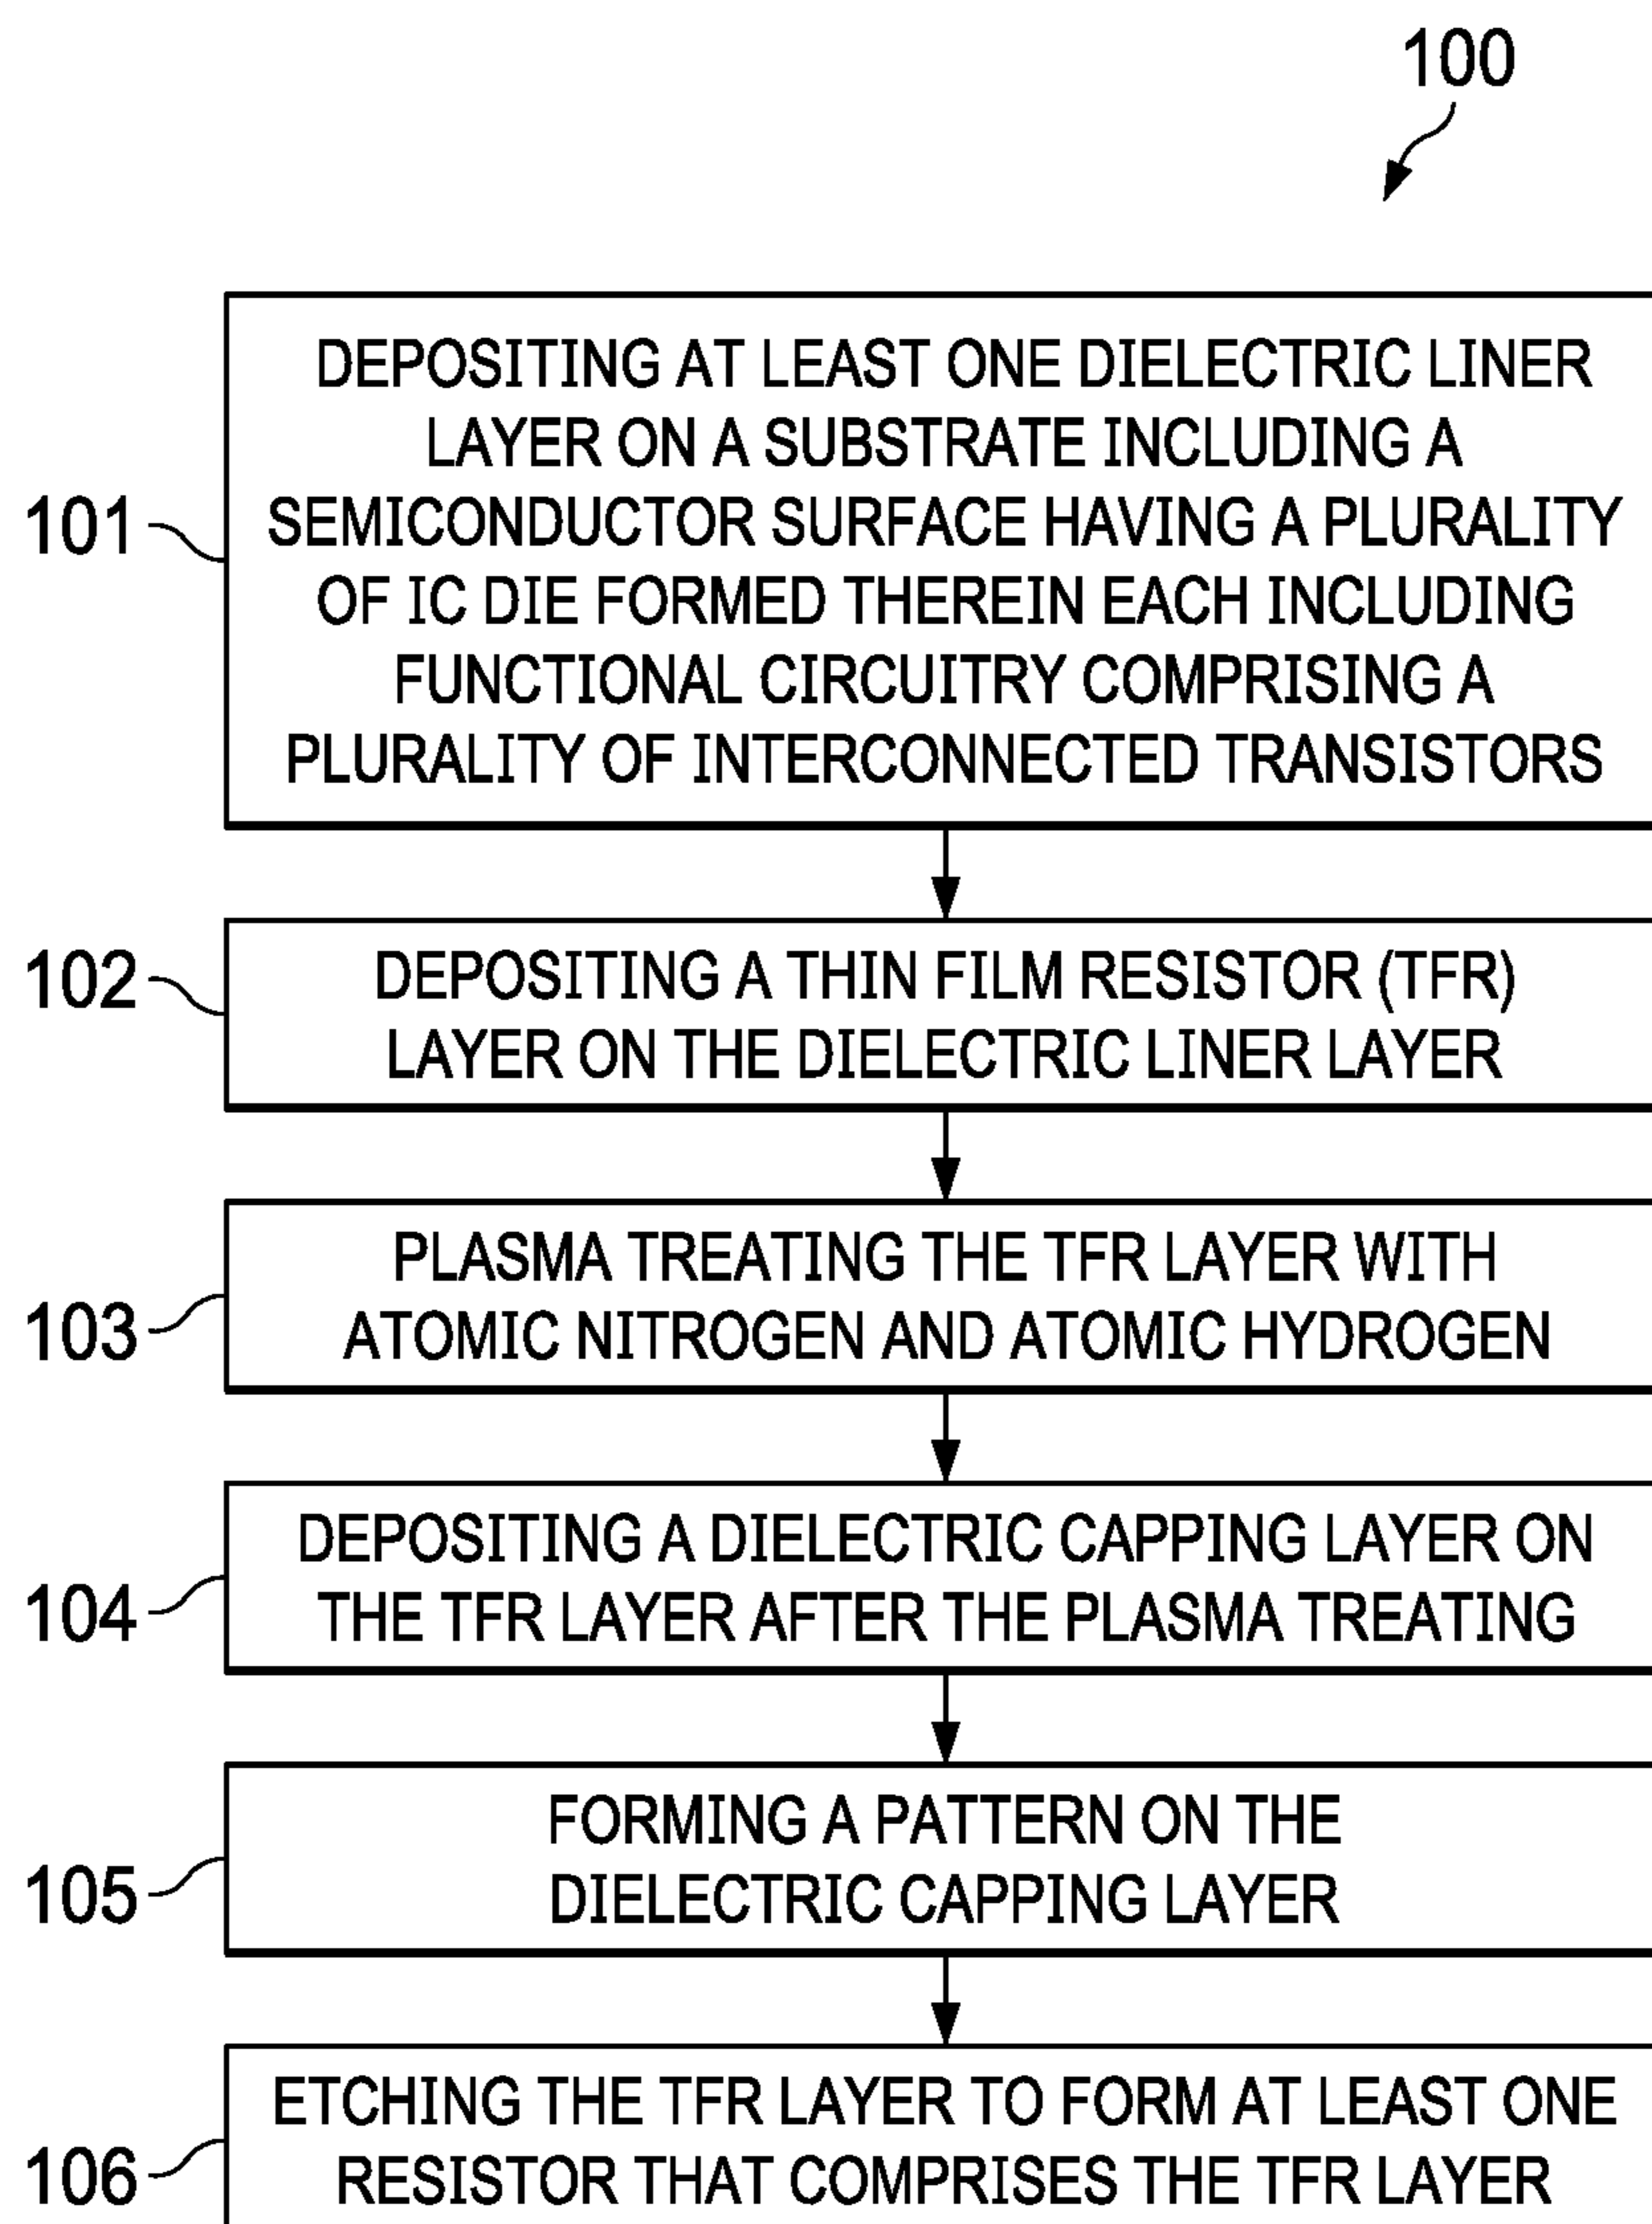 100
101
DEPOSITING AT LEAST ONE DIELECTRIC LINER
LAYER ON A SUBSTRATE INCLUDING A
SEMICONDUCTOR SURFACE HAVING A PLURALITY
OF IC DIE FORMED THEREIN EACH INCLUDING
FUNCTIONAL CIRCUITRY COMPRISING A
PLURALITY OF INTERCONNECTED TRANSISTORS
102
DEPOSITING A THIN FILM RESISTOR (TFR)
LAYER ON THE DIELECTRIC LINER LAYER
103
PLASMA TREATING THE TFR LAYER WITH
ATOMIC NITROGEN AND ATOMIC HYDROGEN
104
DEPOSITING A DIELECTRIC CAPPING LAYER ON
THE TFR LAYER AFTER THE PLASMA TREATING
105
FORMING A PATTERN ON THE
DIELECTRIC CAPPING LAYER
106
ETCHING THE TFR LAYER TO FORM AT LEAST ONE
RESISTOR THAT COMPRISES THE TFR LAYER